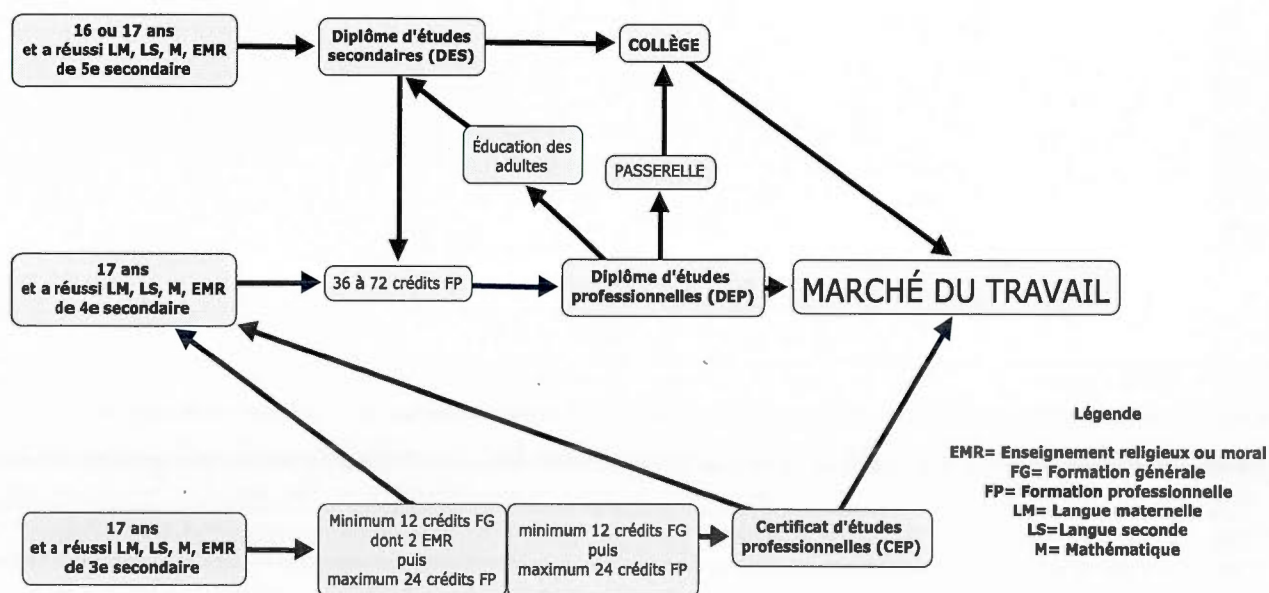 16 ou 17 ans
et a réussi LM, LS, M, EMR
de 5e secondaire
Diplôme d'études
secondaires (DES)
COLLÈGE
Éducation des
adultes
PASSERELLE
17 ans
et a réussi LM, LS, M, EMR
de 4e secondaire
36 à 72 crédits FP
Diplôme d'études
professionnelles (DEP)
MARCHÉ DU TRAVAIL
17 ans
et a réussi LM, LS, M, EMR
de 3e secondaire
Minimum 12 crédits FG
dont 2 EMR
puis
maximum 24 crédits FP
minimum 12 crédits FG
puis
maximum 24 crédits FP
Certificat d'études
professionnelles (CEP)
Légende
EMR= Enseignement religieux ou moral
FG= Formation générale
FP= Formation professionnelle
LM= Langue maternelle
LS=Langue seconde
M= Mathématique